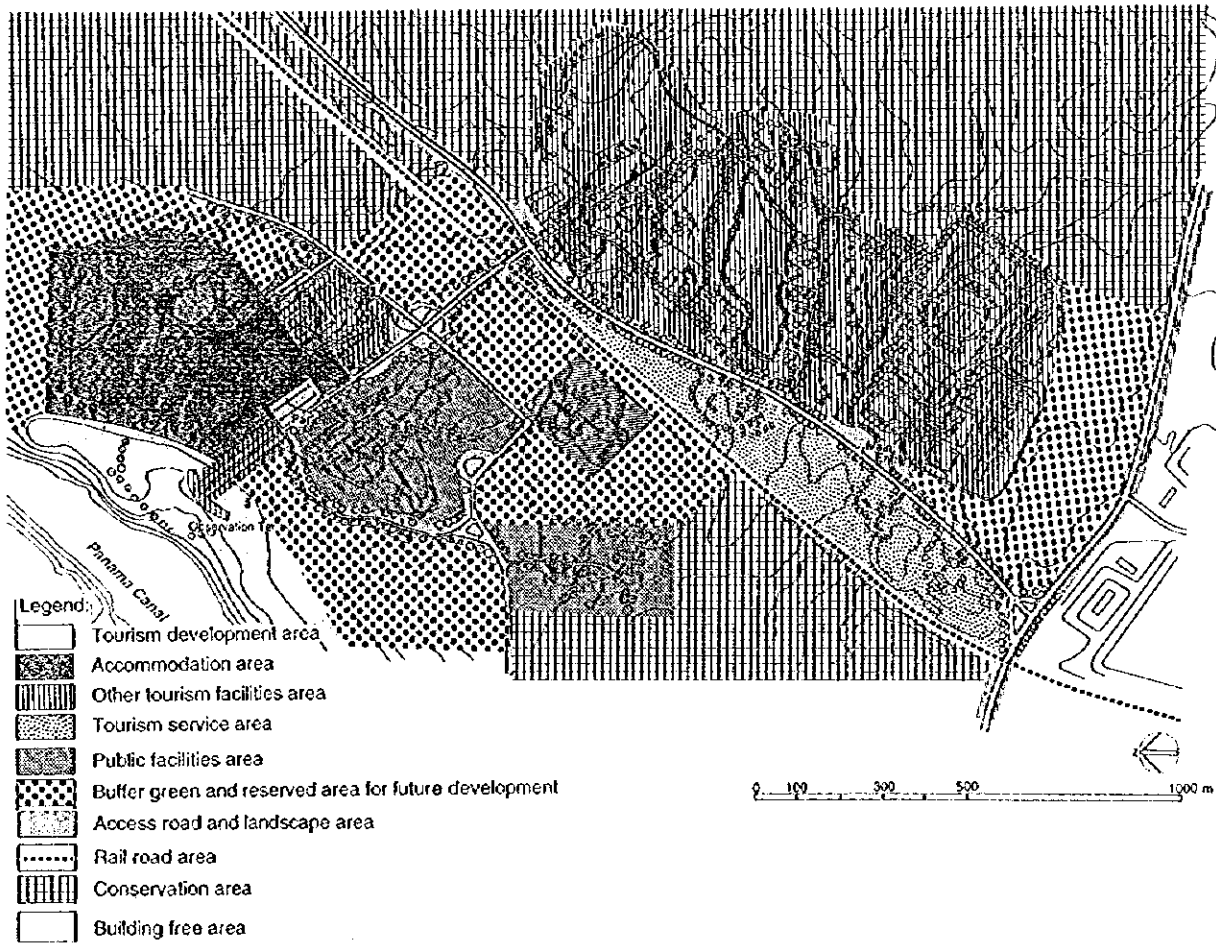 Panama Canal
Legend:
Tourism development area
Accommodation area
Other tourism facilities area
Tourism service area
Public facilities area
Buffer green and reserved area for future development
Access road and landscape area
Rail road area
Conservation area
Building free area
0 100 300 500 1000 m